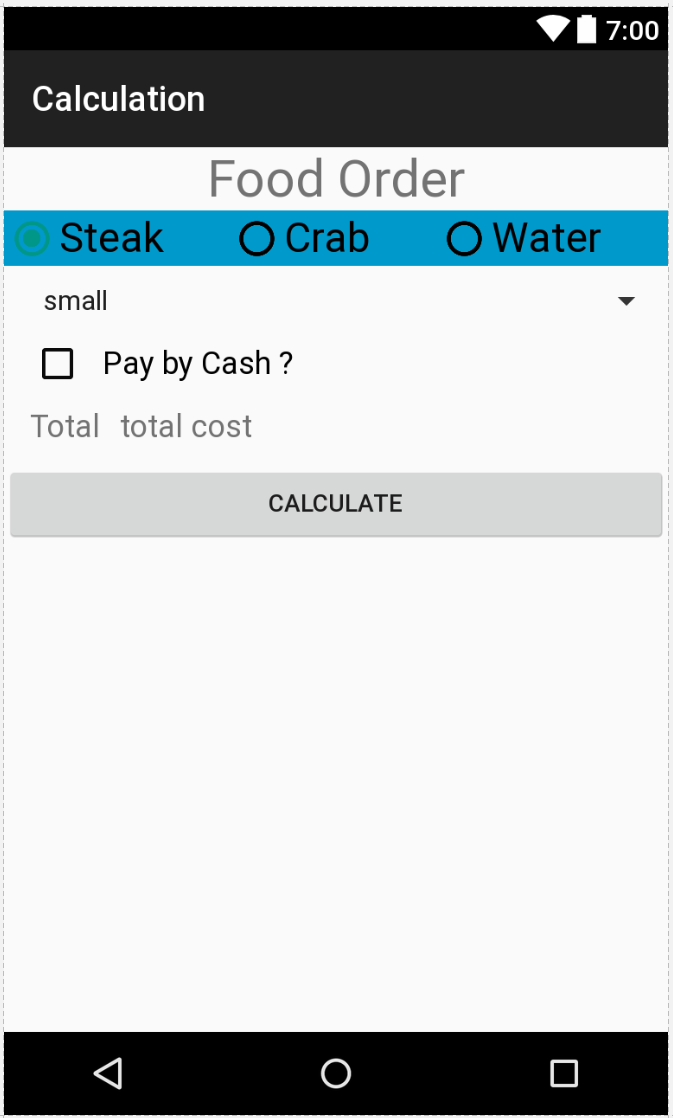 7:00
Calculation
Food Order
Steak Crab Water
small
Pay by Cash ?
Total total cost
CALCULATE